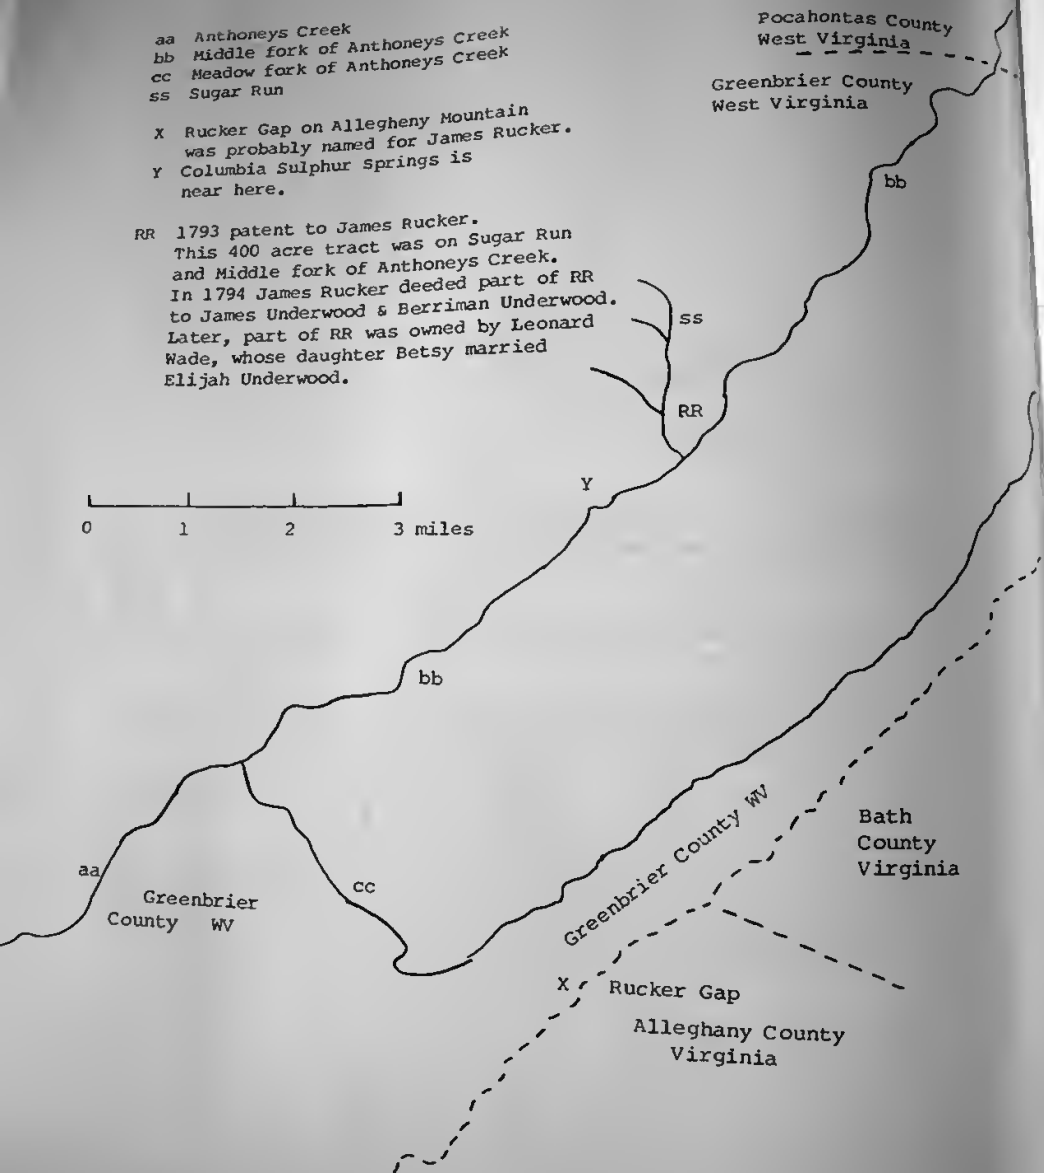 aa Anthoneys Creek
bb Middle fork of Anthoneys Creek
cc Meadow fork of Anthoneys Creek
ss Sugar Run
X Rucker Gap on Allegheny Mountain
was probably named for James Rucker.
Y Columbia Sulphur Springs is
near here.
RR 1793 patent to James Rucker.
This 400 acre tract was on Sugar Run
and Middle fork of Anthoneys Creek.
In 1794 James Rucker deeded part of RR
to James Underwood & Berriman Underwood.
Later, part of RR was owned by Leonard
Wade, whose daughter Betsy married
Elijah Underwood.
Pocahontas County
West Virginia
Greenbrier County
West Virginia
bb
ss
RR
Y
0 1 2 3 miles
bb
aa
Greenbrier
County WV
cc
Greenbrier County WV
Bath
County
Virginia
X Rucker Gap
Alleghany County
Virginia